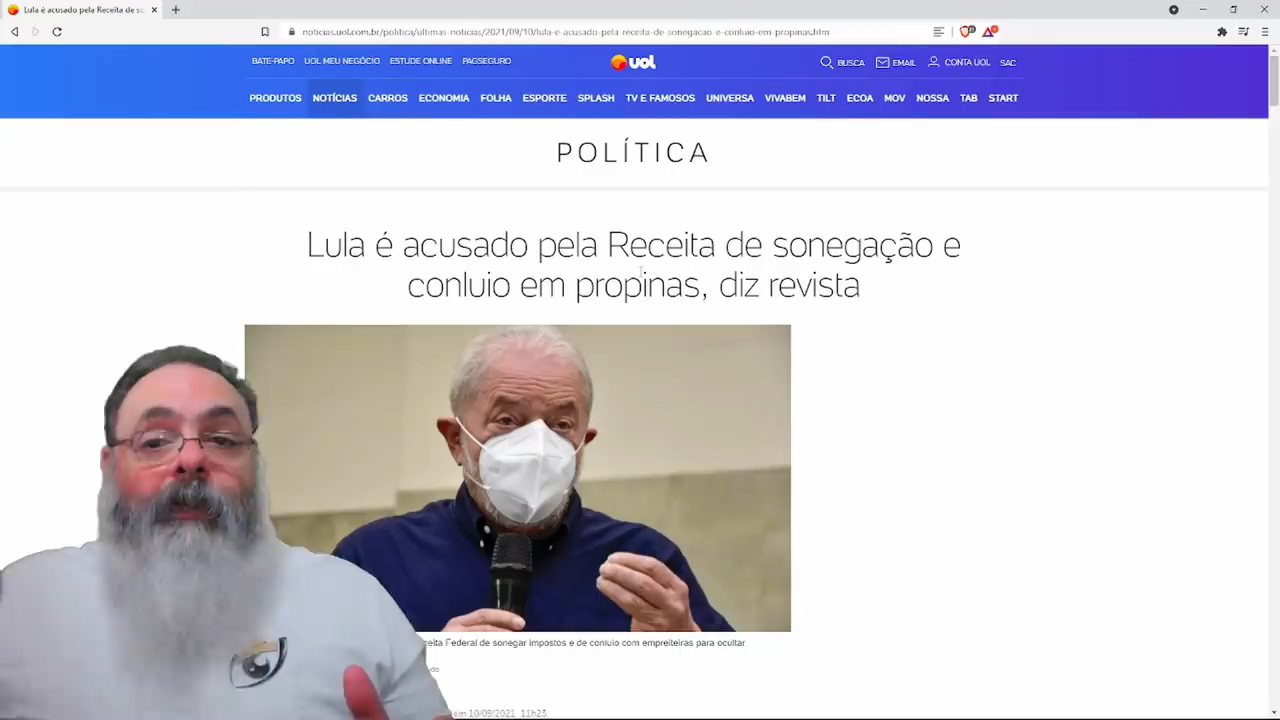 Lula é acusado pela Receita de so
noticias.uol.com.br/politica/ultimas-noticias/2021/09/10/lula-e-acusado-pela-receita-de-sonegacao-e-conluio-em-propinas.htm
BATE-PAPO UOL MEU NEGÓCIO ESTUDE ONLINE PAGSEGURO
UOL
BUSCA EMAIL CONTA UOL SAC
PRODUTOS NOTÍCIAS CARROS ECONOMIA FOLHA ESPORTE SPLASH TV E FAMOSOS UNIVERSA VIVABEM TILT ECOA MOV NOSSA TAB START
POLÍTICA
Lula é acusado pela Receita de sonegação e
conluio em propinas, diz revista
Federal de sonegar impostos e de conluio com empreiteiras para ocultar
10/09/2021 11h23